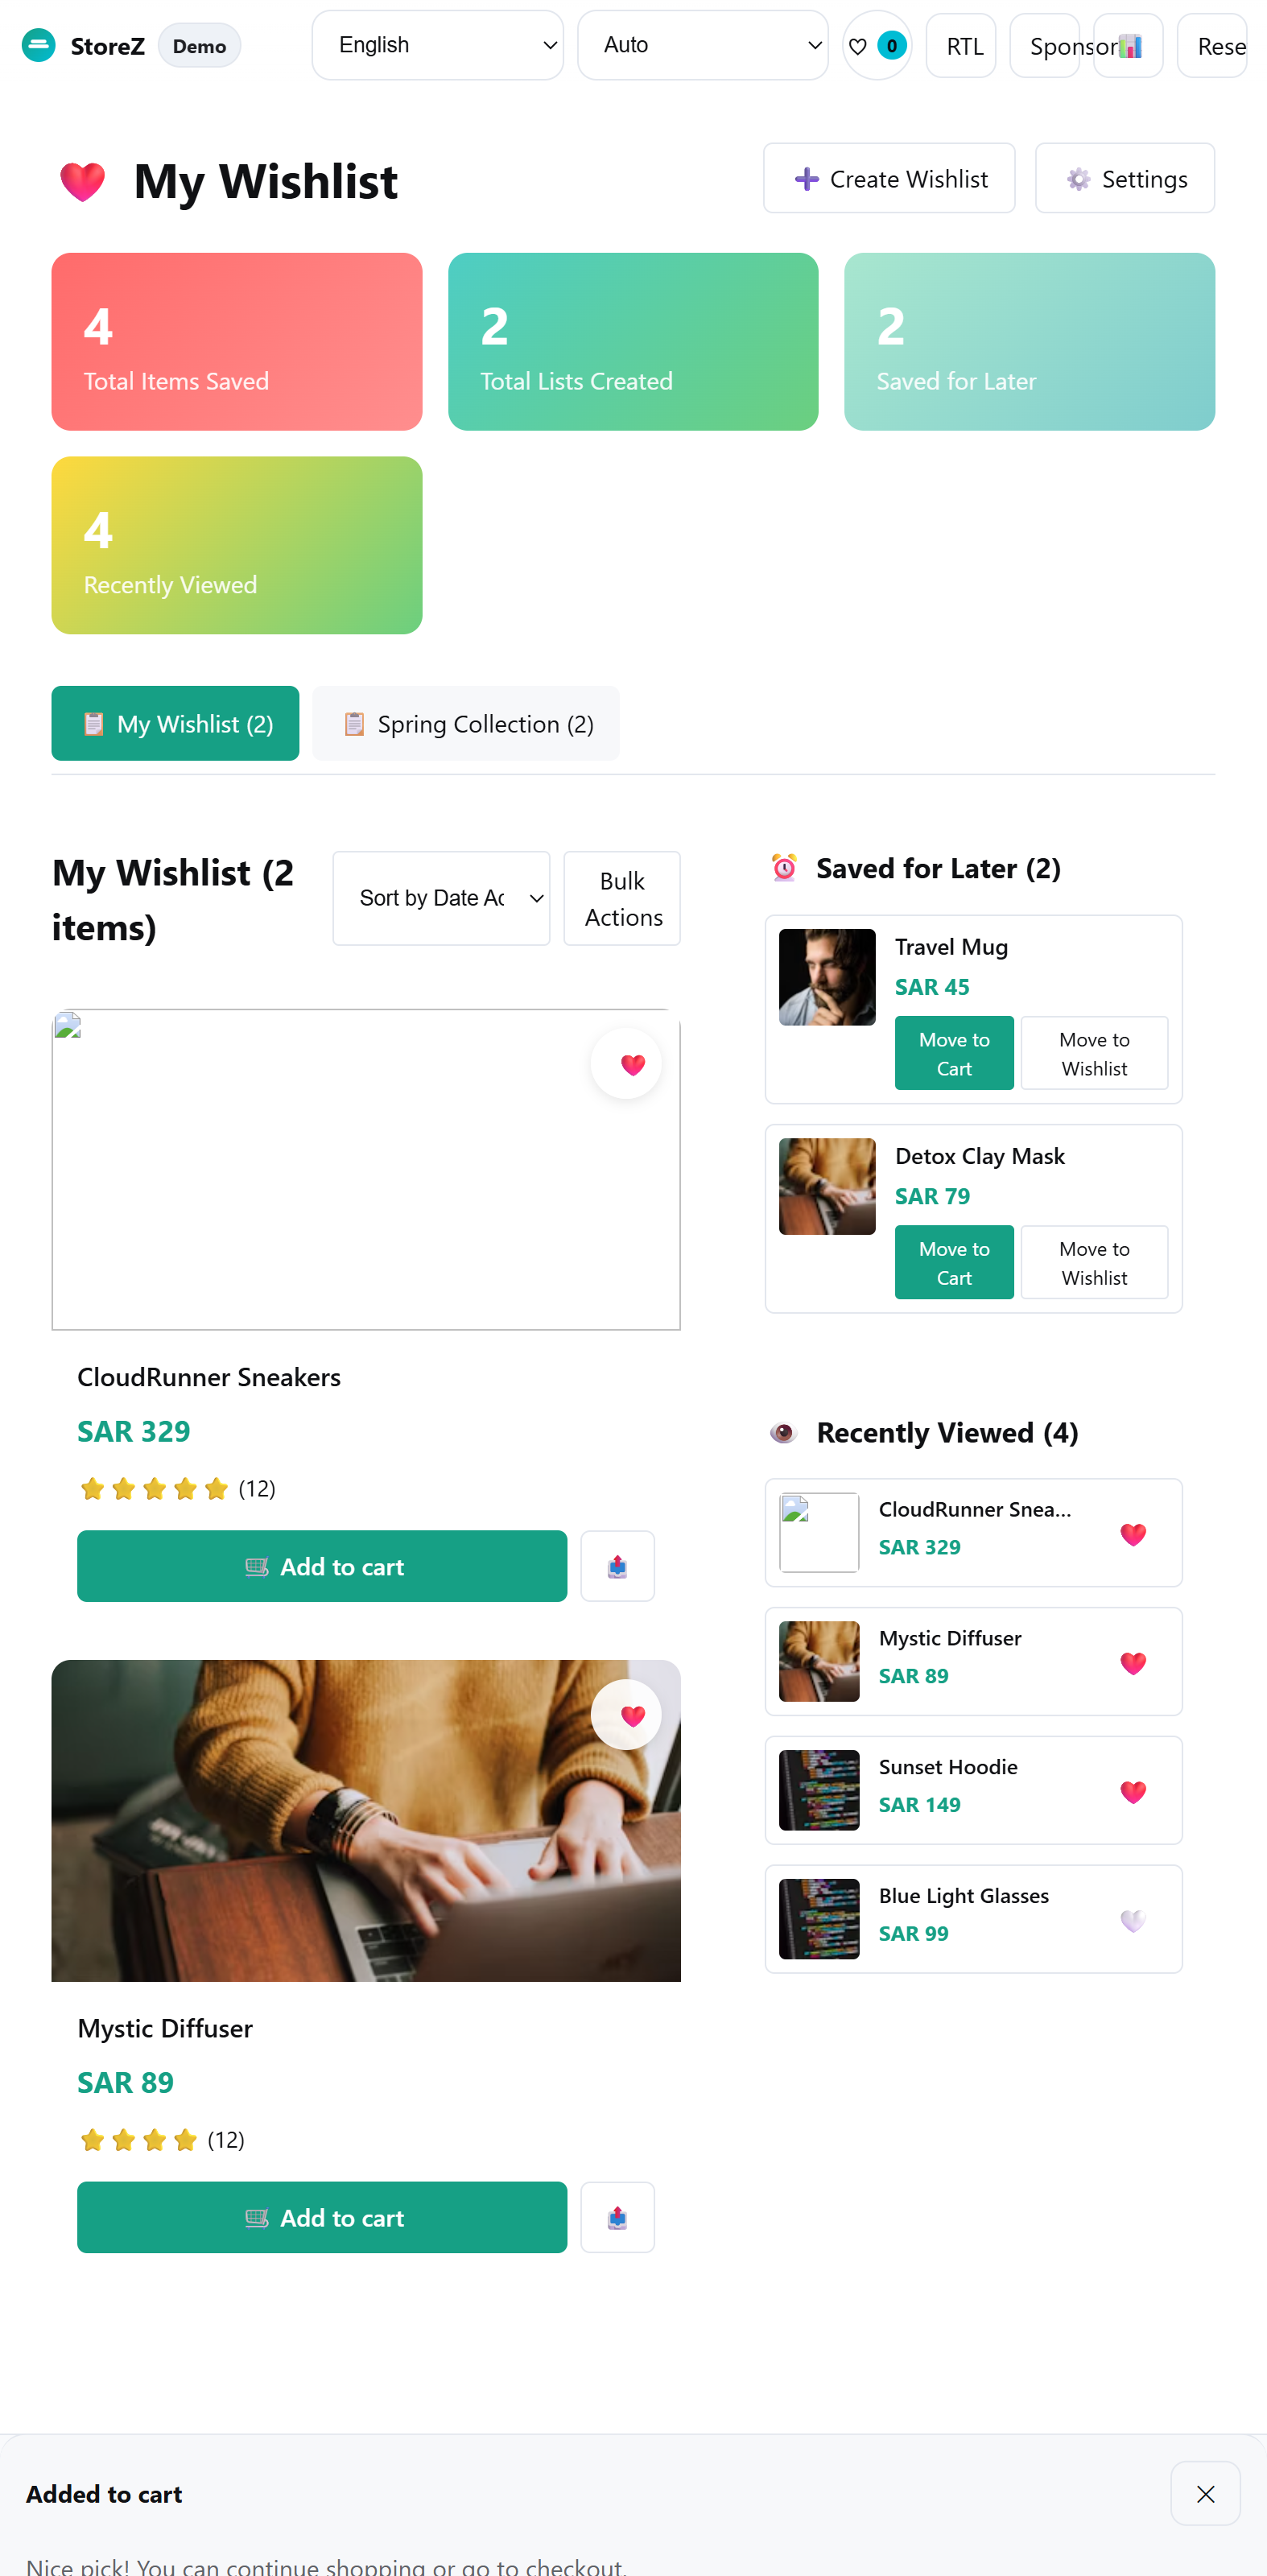 StoreZ Demo English Auto 0 RTL Sponsor Rese
My Wishlist
Create Wishlist Settings
4
Total Items Saved
2
Total Lists Created
2
Saved for Later
4
Recently Viewed
My Wishlist (2) Spring Collection (2)
My Wishlist (2
items)
Sort by Date Ac
Bulk
Actions
CloudRunner Sneakers
SAR 329
(12)
Add to cart
Mystic Diffuser
SAR 89
(12)
Add to cart
Saved for Later (2)
Travel Mug
SAR 45
Move to
Cart
Move to
Wishlist
Detox Clay Mask
SAR 79
Move to
Cart
Move to
Wishlist
Recently Viewed (4)
CloudRunner Snea...
SAR 329
Mystic Diffuser
SAR 89
Sunset Hoodie
SAR 149
Blue Light Glasses
SAR 99
Added to cart
Nice pick! You can continue shopping or go to checkout.